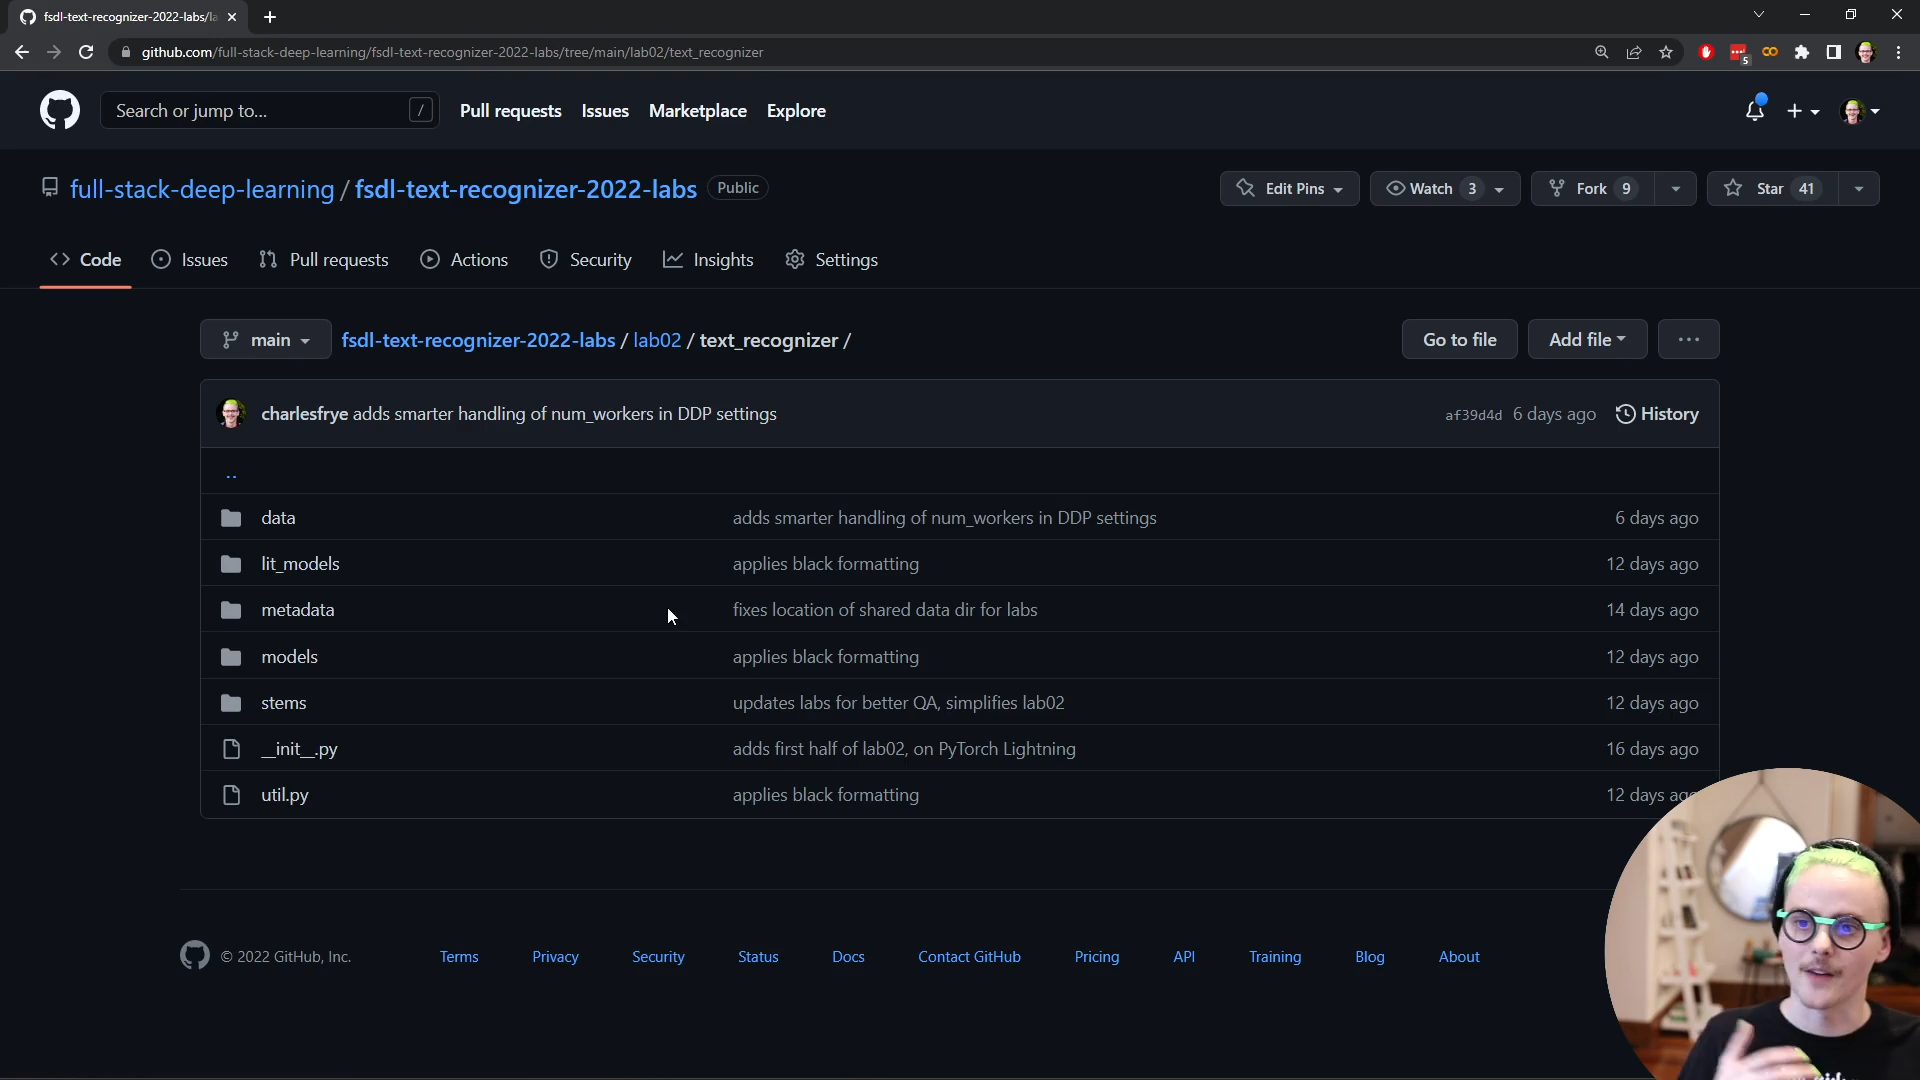 fsdl-text-recognizer-2022-labs/la
github.com/full-stack-deep-learning/fsdl-text-recognizer-2022-labs/tree/main/lab02/text_recognizer
5
Search or jump to... /
Pull requests Issues Marketplace Explore
full-stack-deep-learning / fsdl-text-recognizer-2022-labs Public
Edit Pins Watch 3 Fork 9 Star 41
Code Issues Pull requests Actions Security Insights Settings
main fsdl-text-recognizer-2022-labs / lab02 / text_recognizer / Go to file Add file ...
charlesfrye adds smarter handling of num_workers in DDP settings af39d4d 6 days ago History
..
data adds smarter handling of num_workers in DDP settings 6 days ago
lit_models applies black formatting 12 days ago
metadata fixes location of shared data dir for labs 14 days ago
models applies black formatting 12 days ago
stems updates labs for better QA, simplifies lab02 12 days ago
__init__.py adds first half of lab02, on PyTorch Lightning 16 days ago
util.py applies black formatting 12 days
© 2022 GitHub, Inc. Terms Privacy Security Status Docs Contact GitHub Pricing API Training Blog About